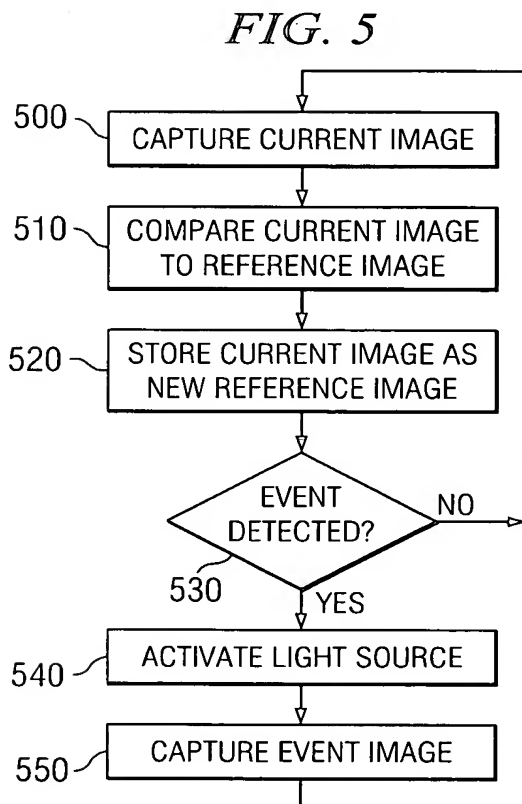 FIG. 5
500
CAPTURE CURRENT IMAGE
510
COMPARE CURRENT IMAGE
TO REFERENCE IMAGE
520
STORE CURRENT IMAGE AS
NEW REFERENCE IMAGE
EVENT
DETECTED?
NO
530
YES
540
ACTIVATE LIGHT SOURCE
550
CAPTURE EVENT IMAGE